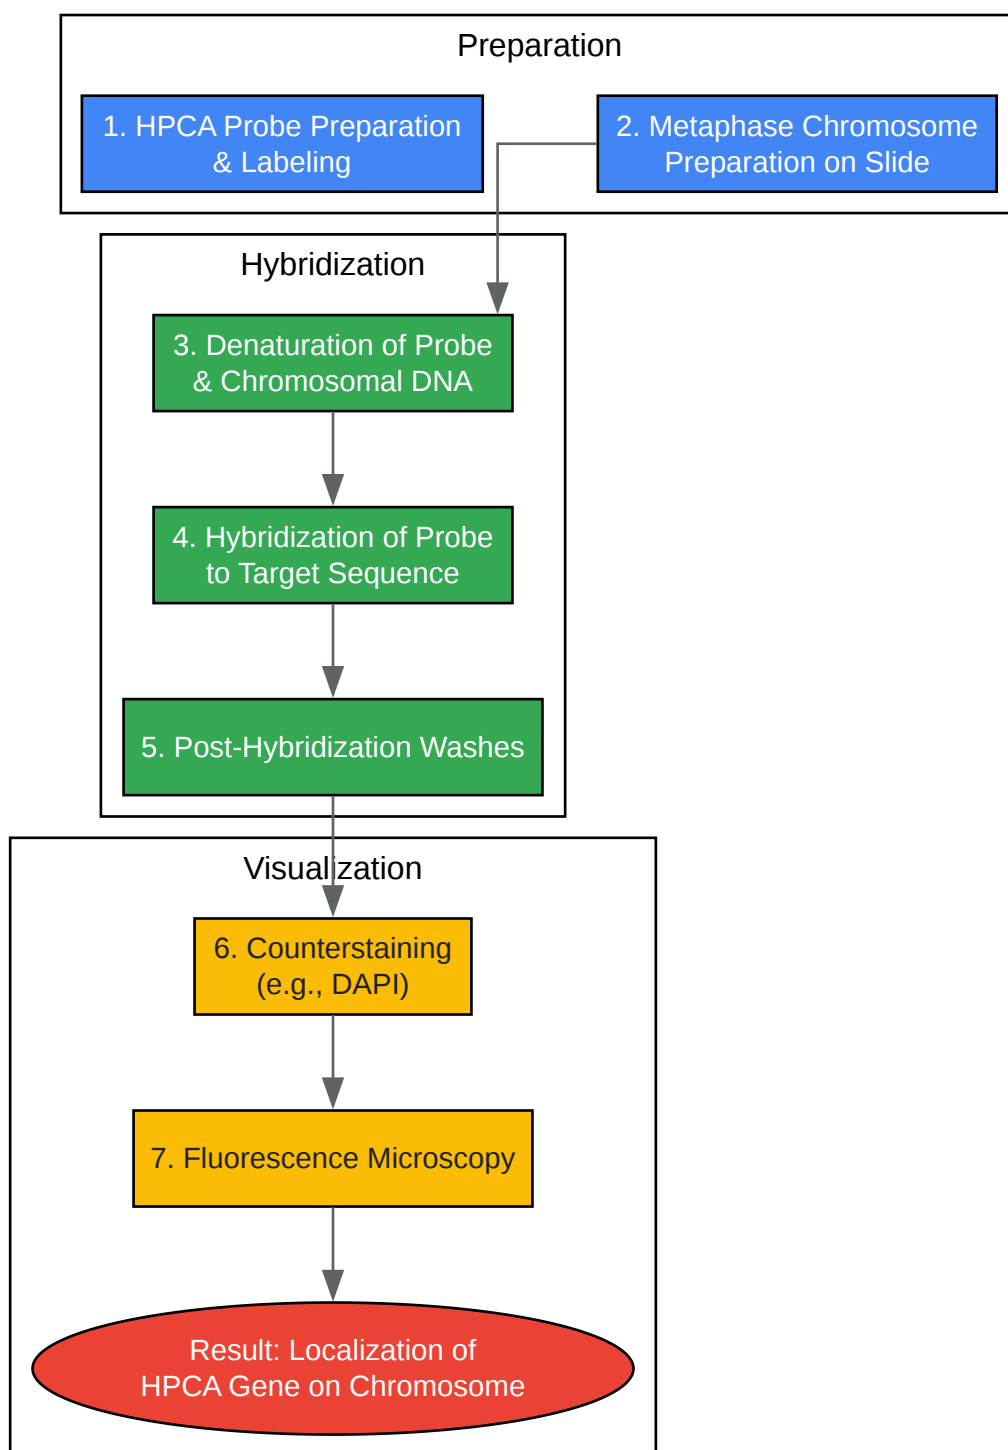 Preparation
1. HPCA Probe Preparation
& Labeling
2. Metaphase Chromosome
Preparation on Slide
Hybridization
3. Denaturation of Probe
& Chromosomal DNA
4. Hybridization of Probe
to Target Sequence
5. Post-Hybridization Washes
Visualization
6. Counterstaining
(e.g., DAPI)
7. Fluorescence Microscopy
Result: Localization of
HPCA Gene on Chromosome